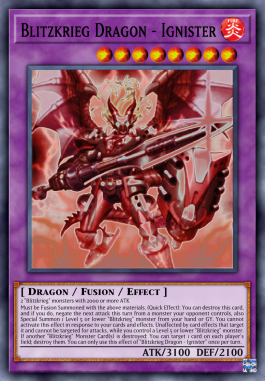 Blitzkrieg Dragon - Ignister
FIRE
炎
[ Dragon / Fusion / Effect ]
2 "Blitzkrieg" monsters with 2000 or more ATK
Must be Fusion Summoned with the above materials. (Quick Effect): You can destroy this card,
and if you do, negate the next attack this turn from a monster your opponent controls, also
Special Summon 1 Level 5 or lower "Blitzkrieg" monster from your hand or GY. You cannot
activate this effect in response to your cards and effects. Unaffected by card effects that target
it and cannot be targeted for attacks, while you control a Level 5 or lower "Blitzkrieg" monster.
If another "Blitzkrieg" Monster Card(s) is destroyed: You can target 1 card on each player's
field; destroy them. You can only use this effect of "Blitzkrieg Dragon - Ignister" once per turn.
ATK/3100 DEF/2100